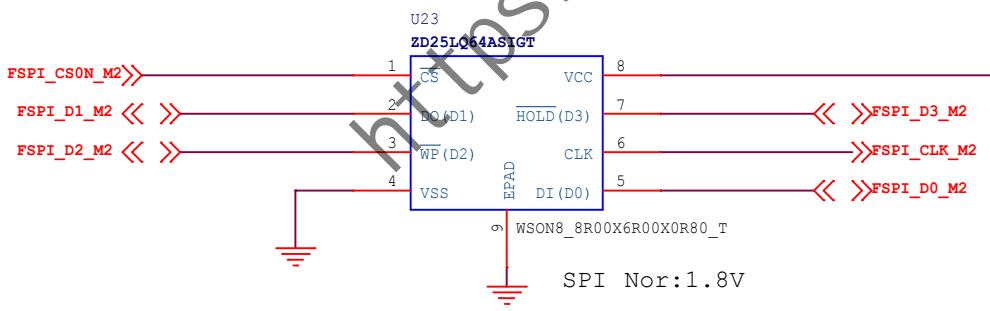 U23
ZD25LQ64ASIGT
FSPI_CS0N_M2
1
CS
VCC
8
FSPI_D1_M2
2
DO(D1)
HOLD(D3)
7
FSPI_D3_M2
FSPI_D2_M2
3
WP(D2)
CLK
6
FSPI_CLK_M2
4
VSS
EPAD
DI(D0)
5
FSPI_D0_M2
9
WSON8_8R00X6R00X0R80_T
SPI Nor:1.8V
https